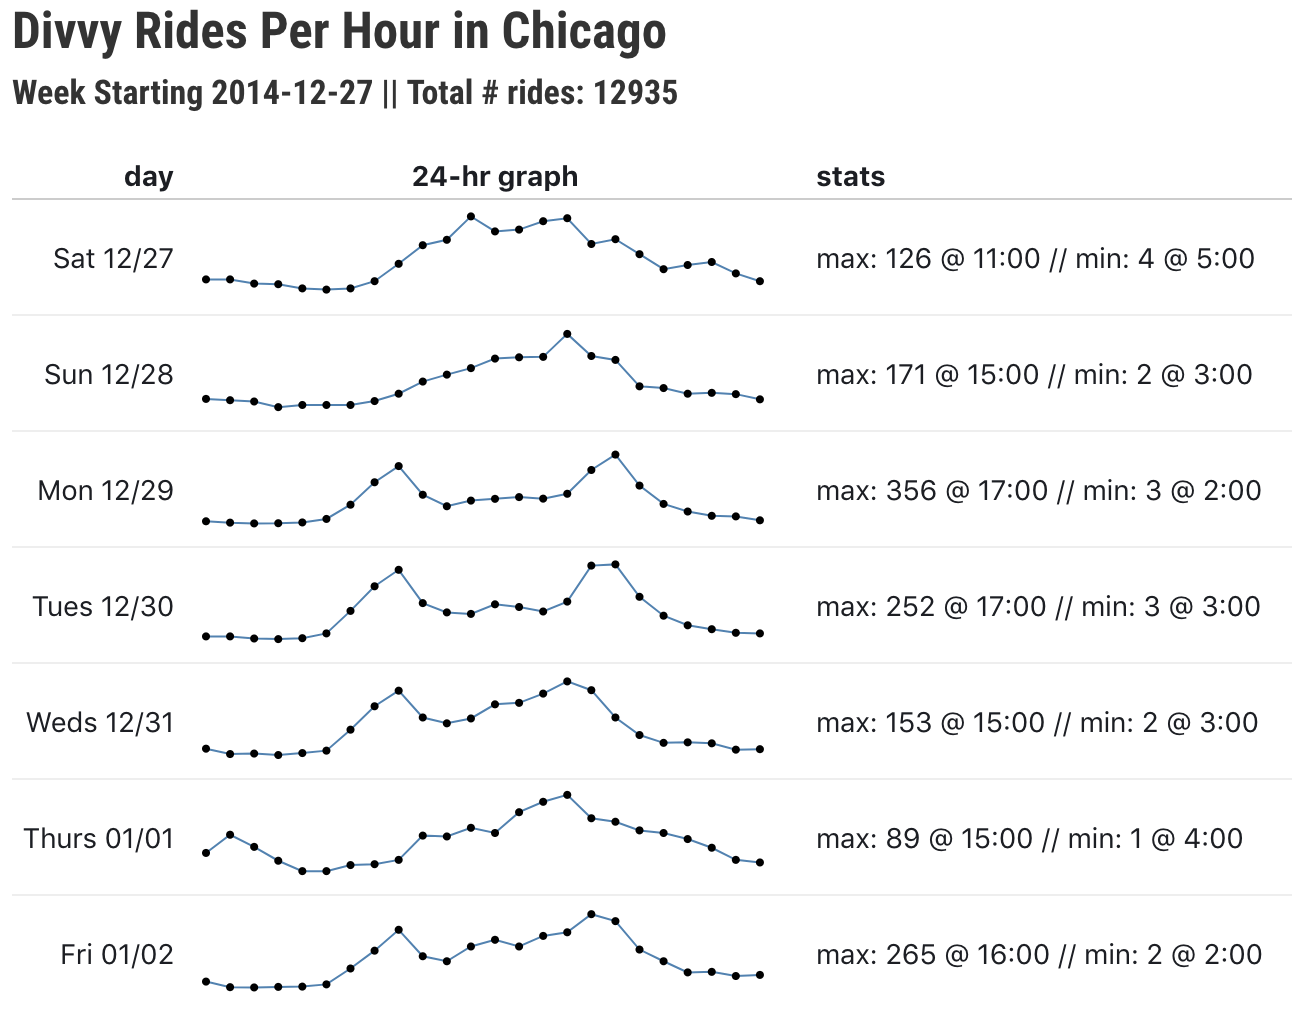 Divvy Rides Per Hour in Chicago
Week Starting 2014-12-27 || Total # rides: 12935
day 24-hr graph stats
Sat 12/27 max: 126 @ 11:00 // min: 4 @ 5:00
Sun 12/28 max: 171 @ 15:00 // min: 2 @ 3:00
Mon 12/29 max: 356 @ 17:00 // min: 3 @ 2:00
Tues 12/30 max: 252 @ 17:00 // min: 3 @ 3:00
Weds 12/31 max: 153 @ 15:00 // min: 2 @ 3:00
Thurs 01/01 max: 89 @ 15:00 // min: 1 @ 4:00
Fri 01/02 max: 265 @ 16:00 // min: 2 @ 2:00